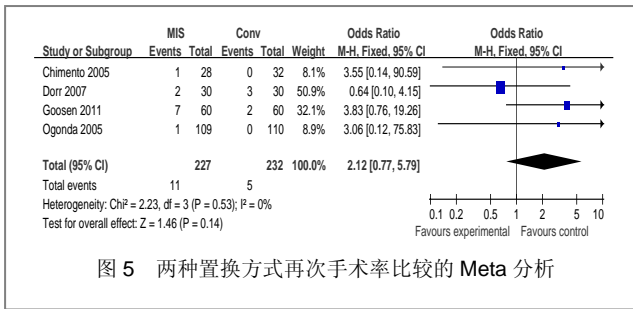 MIS Conv Odds Ratio Odds Ratio
Study or Subgroup Events Total Events Total Weight M-H, Fixed, 95% CI M-H, Fixed, 95% CI
Chimento 2005 1 28 0 32 8.1% 3.55 [0.14, 90.59]
Dorr 2007 2 30 3 30 50.9% 0.64 [0.10, 4.15]
Goosen 2011 7 60 2 60 32.1% 3.83 [0.76, 19.26]
Ogonda 2005 1 109 0 110 8.9% 3.06 [0.12, 75.83]
Total (95% CI) 227 232 100.0% 2.12 [0.77, 5.79]
Total events 11 5
Heterogeneity: Chi² = 2.23, df = 3 (P = 0.53); I² = 0%
Test for overall effect: Z = 1.46 (P = 0.14)
0.1 0.2 0.5 1 2 5 10
Favours experimental Favours control
图 5 两种置换方式再次手术率比较的 Meta 分析